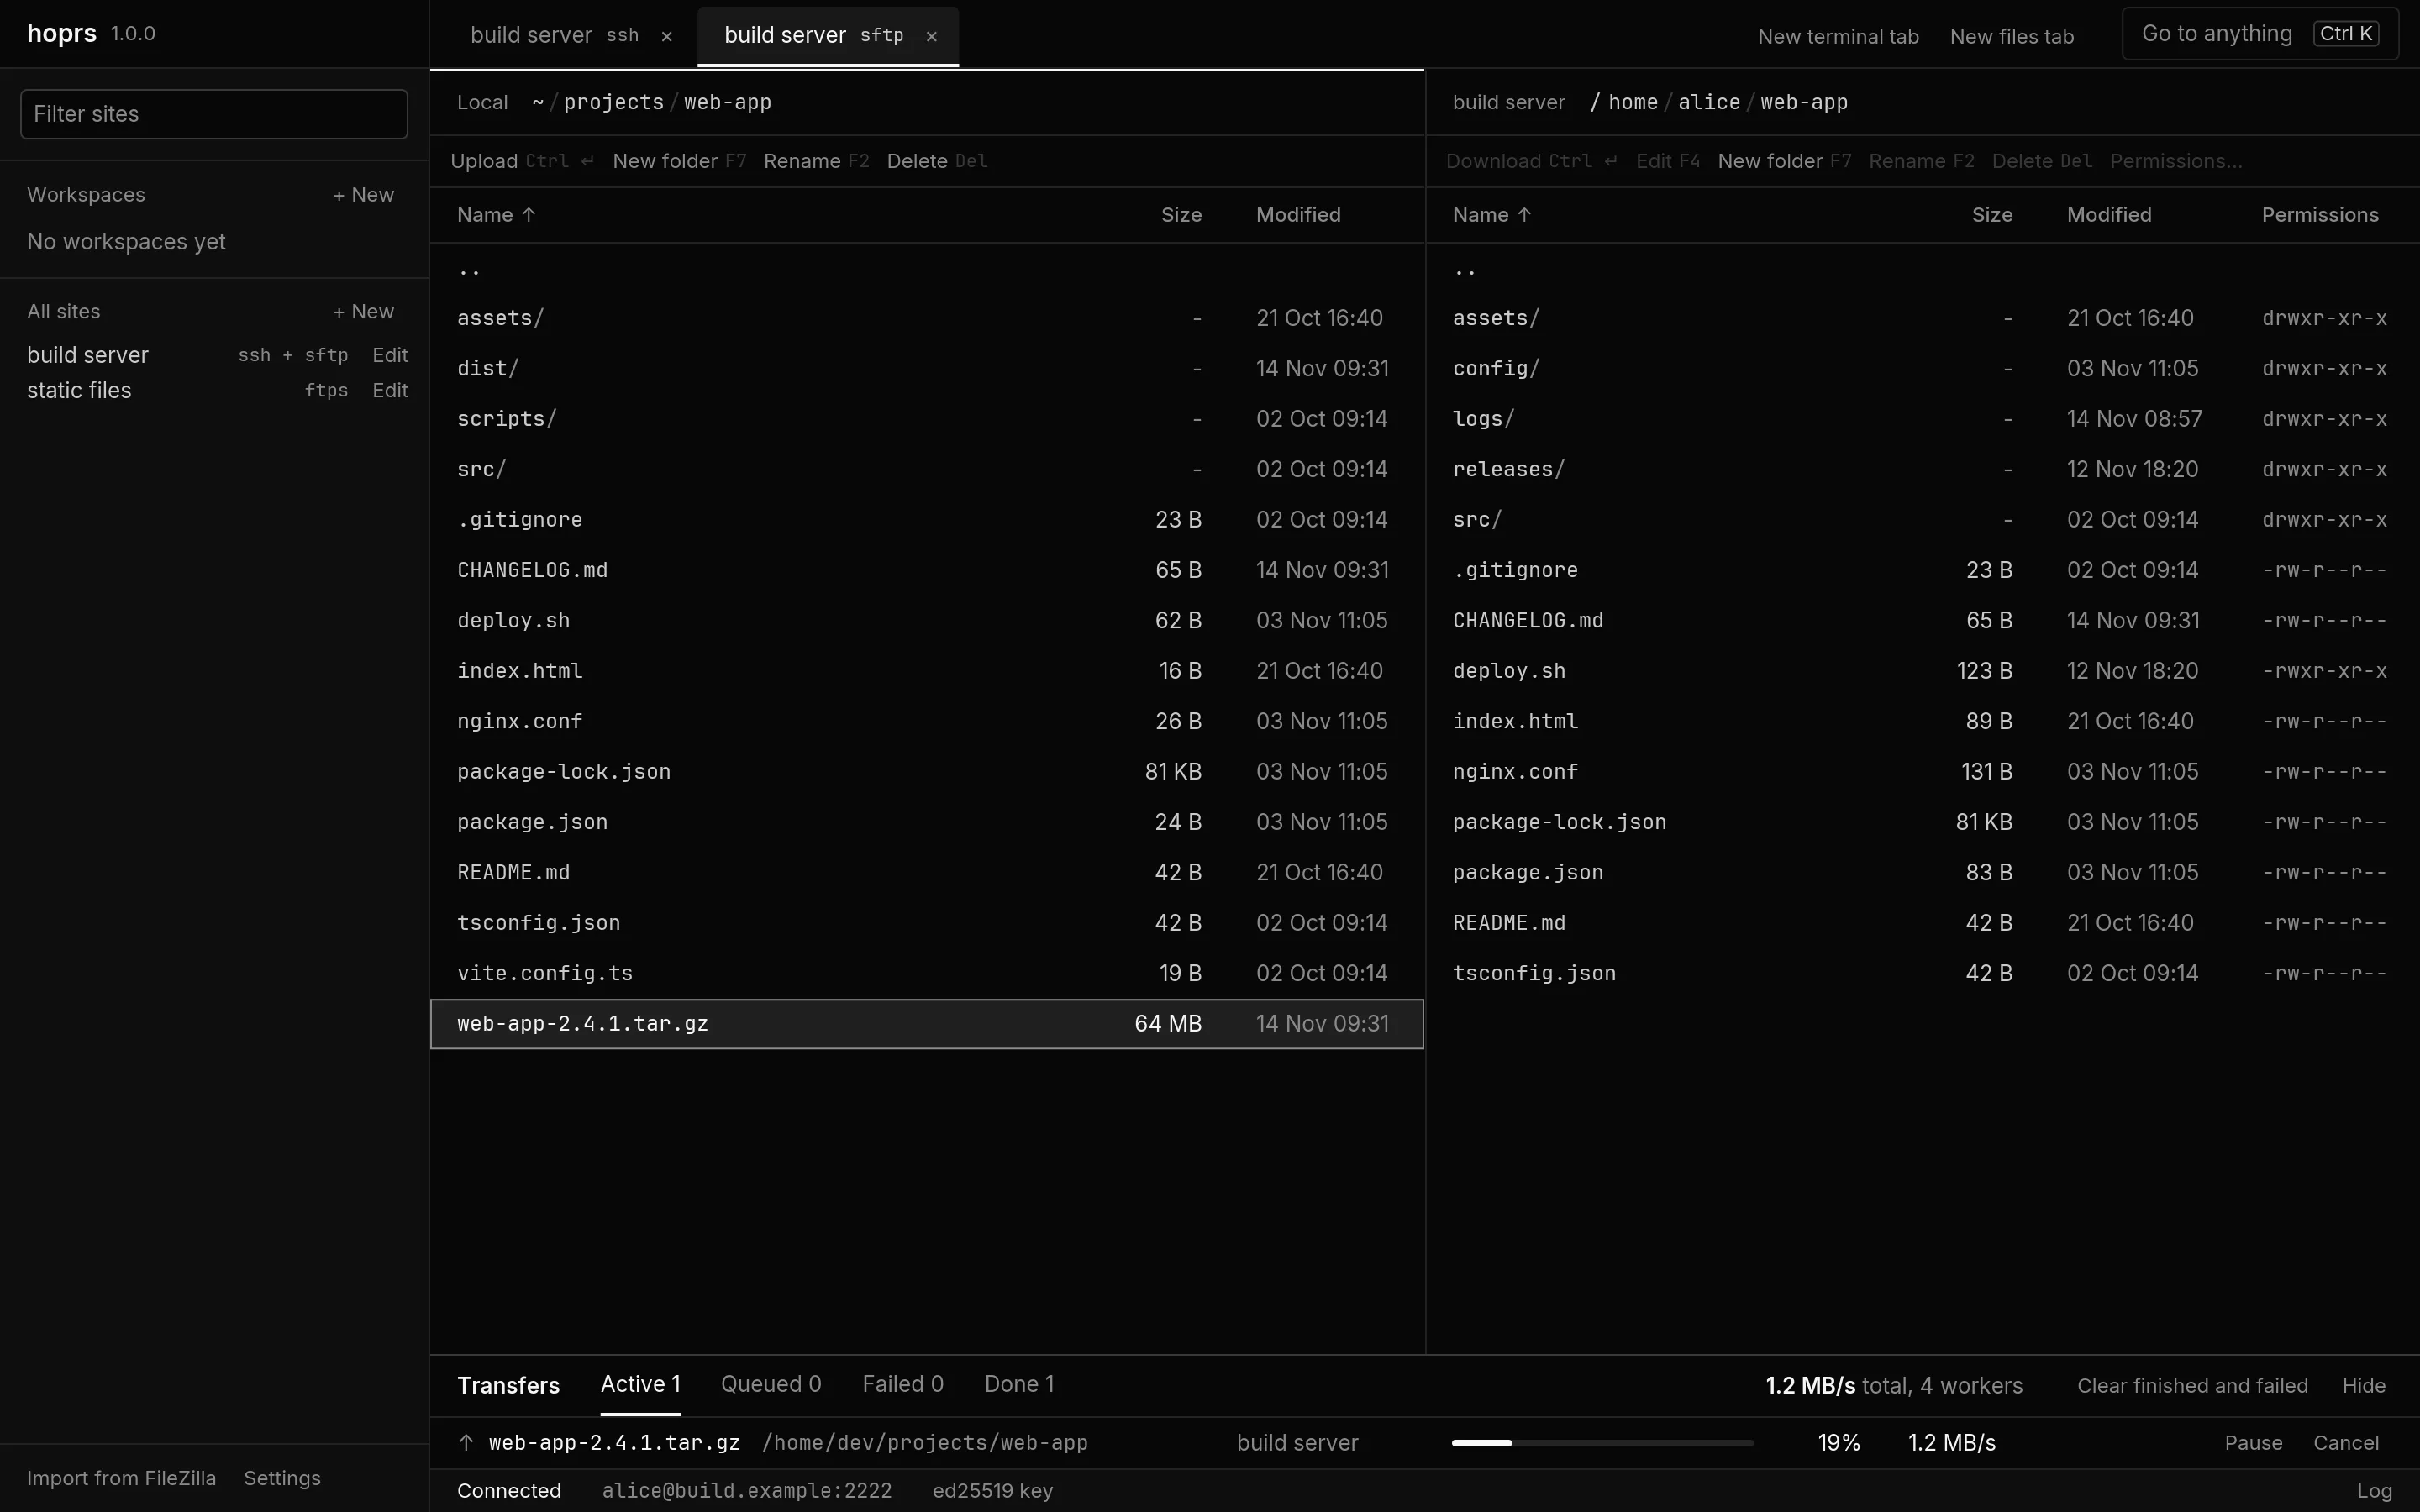 hoprs 1.0.0
build server ssh ×
build server sftp ×
New terminal tab
New files tab
Go to anything Ctrl K
Filter sites
Workspaces + New
No workspaces yet
All sites + New
build server ssh + sftp Edit
static files ftps Edit
Import from FileZilla Settings
Local ~/projects/web-app
Upload Ctrl ↵ New folder F7 Rename F2 Delete Del
Name ↑ Size Modified
..
assets/ - 21 Oct 16:40
dist/ - 14 Nov 09:31
scripts/ - 02 Oct 09:14
src/ - 02 Oct 09:14
.gitignore 23 B 02 Oct 09:14
CHANGELOG.md 65 B 14 Nov 09:31
deploy.sh 62 B 03 Nov 11:05
index.html 16 B 21 Oct 16:40
nginx.conf 26 B 03 Nov 11:05
package-lock.json 81 KB 03 Nov 11:05
package.json 24 B 03 Nov 11:05
README.md 42 B 21 Oct 16:40
tsconfig.json 42 B 02 Oct 09:14
vite.config.ts 19 B 02 Oct 09:14
web-app-2.4.1.tar.gz 64 MB 14 Nov 09:31
build server / home/alice/web-app
Download Ctrl ↵ Edit F4 New folder F7 Rename F2 Delete Del Permissions...
Name ↑ Size Modified Permissions
..
assets/ - 21 Oct 16:40 drwxr-xr-x
config/ - 03 Nov 11:05 drwxr-xr-x
logs/ - 14 Nov 08:57 drwxr-xr-x
releases/ - 12 Nov 18:20 drwxr-xr-x
src/ - 02 Oct 09:14 drwxr-xr-x
.gitignore 23 B 02 Oct 09:14 -rw-r--r--
CHANGELOG.md 65 B 14 Nov 09:31 -rw-r--r--
deploy.sh 123 B 12 Nov 18:20 -rwxr-xr-x
index.html 89 B 21 Oct 16:40 -rw-r--r--
nginx.conf 131 B 03 Nov 11:05 -rw-r--r--
package-lock.json 81 KB 03 Nov 11:05 -rw-r--r--
package.json 83 B 03 Nov 11:05 -rw-r--r--
README.md 42 B 21 Oct 16:40 -rw-r--r--
tsconfig.json 42 B 02 Oct 09:14 -rw-r--r--
Transfers Active 1 Queued 0 Failed 0 Done 1 1.2 MB/s total, 4 workers Clear finished and failed Hide
↑ web-app-2.4.1.tar.gz /home/dev/projects/web-app build server 19% 1.2 MB/s Pause Cancel
Connected alice@build.example:2222 ed25519 key Log